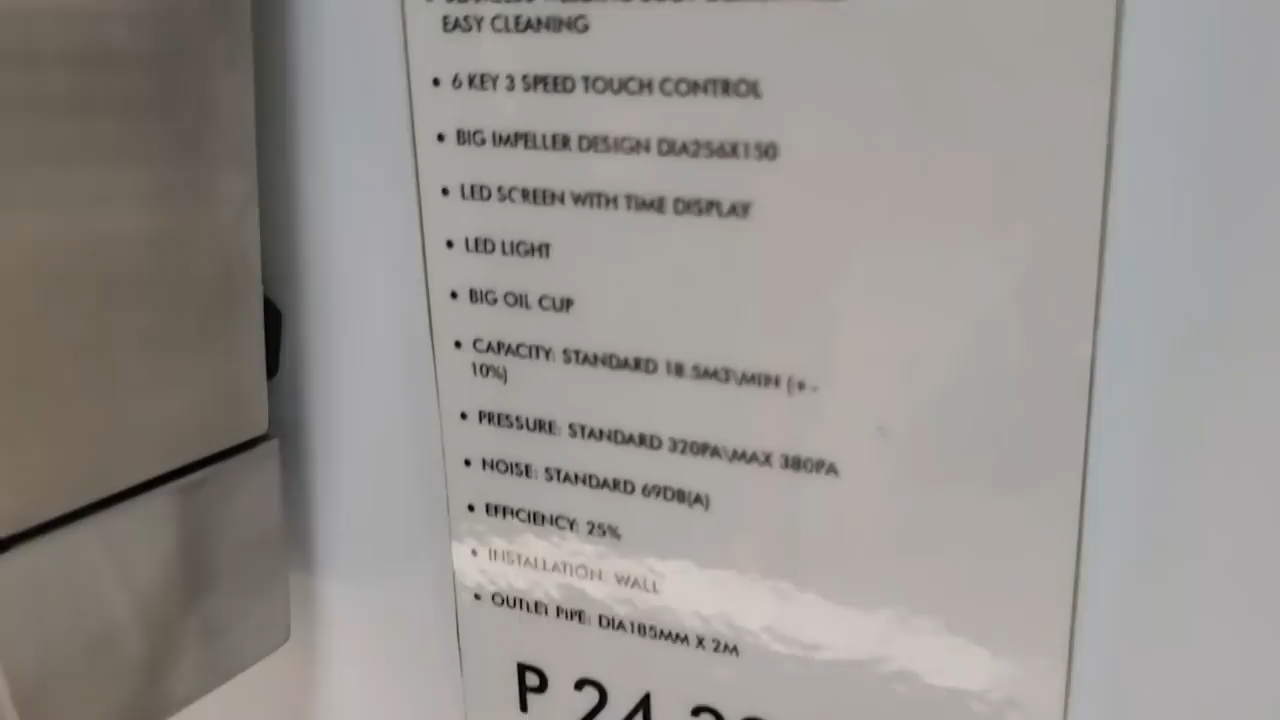 EASY CLEANING
• 6 KEY 3 SPEED TOUCH CONTROL
• BIG IMPELLER DESIGN DIA256X150
• LED SCREEN WITH TIME DISPLAY
• LED LIGHT
• BIG OIL CUP
• CAPACITY: STANDARD 18.5M3\MIN (+ -
10%)
• PRESSURE: STANDARD 320PA\MAX 380PA
• NOISE: STANDARD 69DB(A)
• EFFICIENCY: 25%
• INSTALLATION: WALL
• OUTLET PIPE: DIA185MM X 2M
P 24